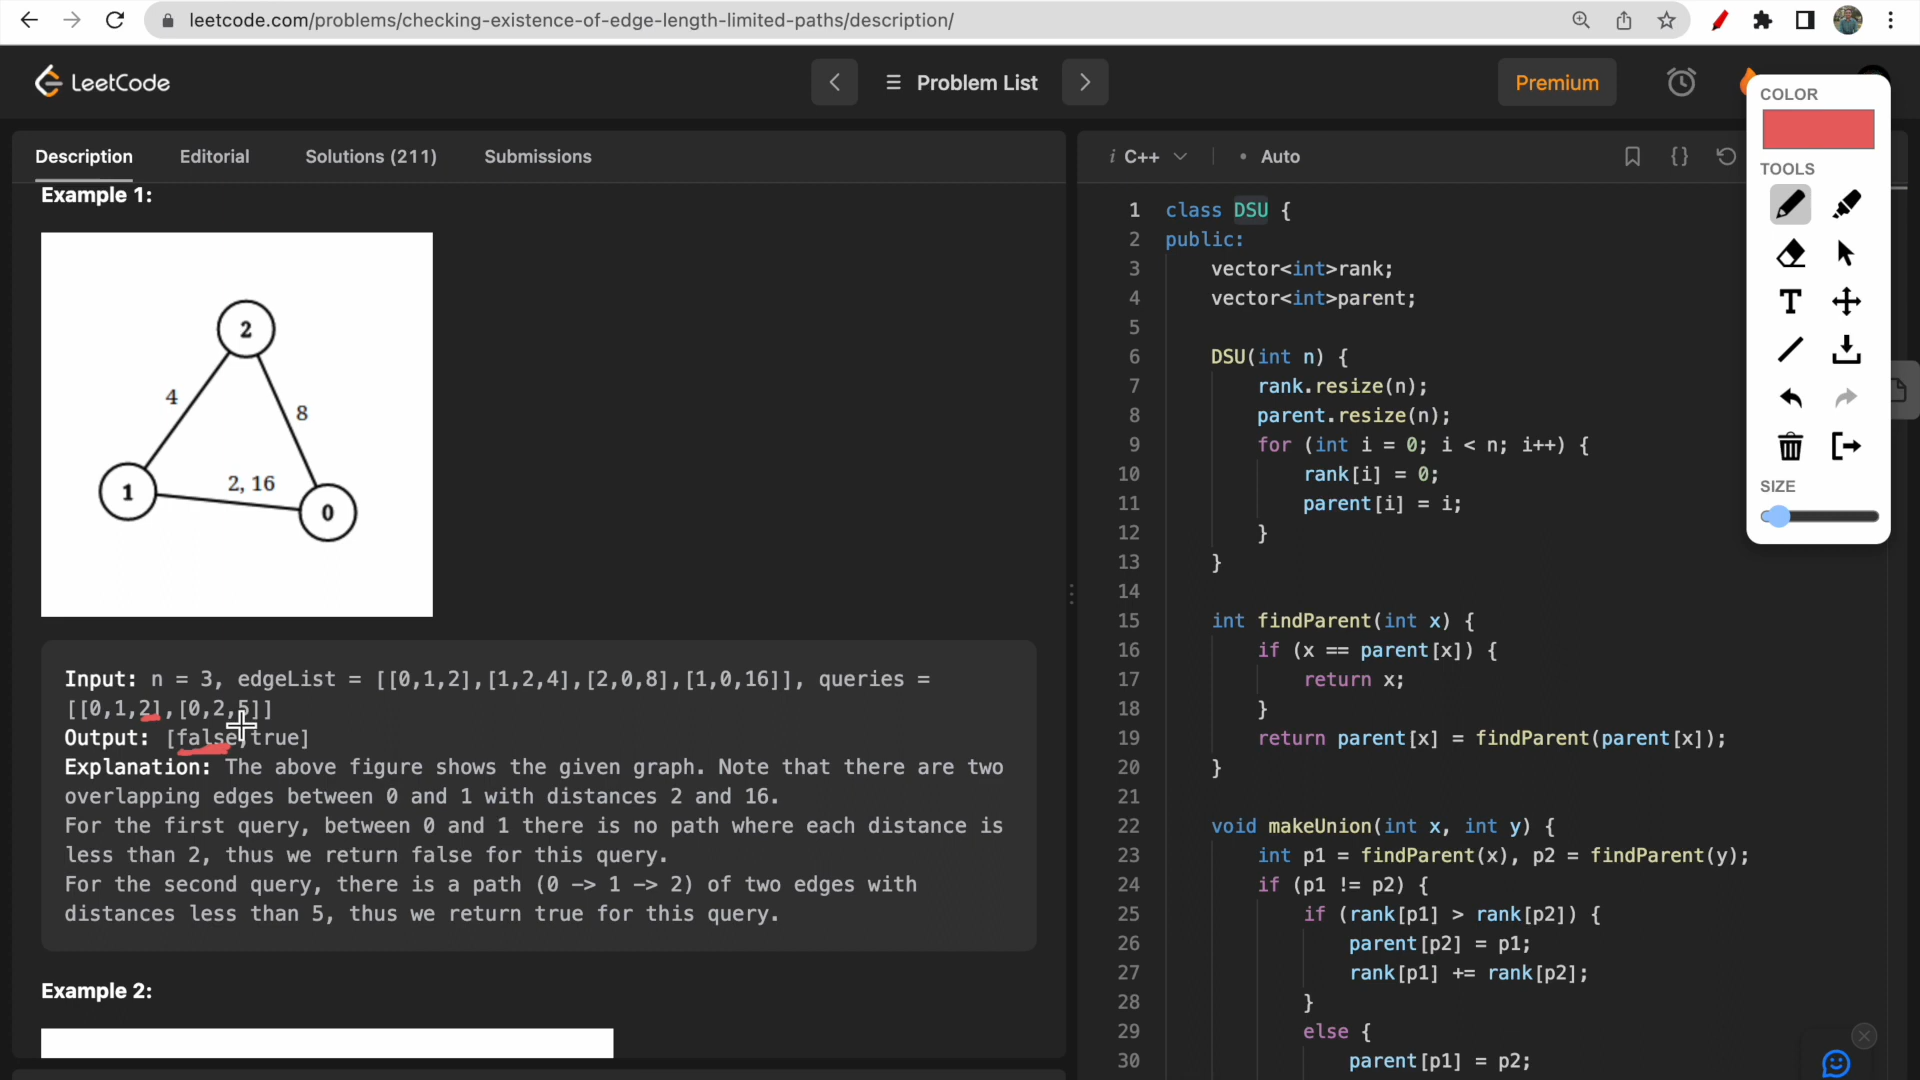 leetcode.com/problems/checking-existence-of-edge-length-limited-paths/description/
LeetCode
Problem List
Premium
Description
Editorial
Solutions (211)
Submissions
Example 1:
2
4
8
2, 16
1
0
Input: n = 3, edgeList = [[0,1,2],[1,2,4],[2,0,8],[1,0,16]], queries =
[[0,1,2],[0,2,5]]
Output: [false,true]
Explanation: The above figure shows the given graph. Note that there are two
overlapping edges between 0 and 1 with distances 2 and 16.
For the first query, between 0 and 1 there is no path where each distance is
less than 2, thus we return false for this query.
For the second query, there is a path (0 -> 1 -> 2) of two edges with
distances less than 5, thus we return true for this query.
Example 2:
i C++
• Auto
{}
1 class DSU {
2 public:
3     vector<int>rank;
4     vector<int>parent;
5
6     DSU(int n) {
7         rank.resize(n);
8         parent.resize(n);
9         for (int i = 0; i < n; i++) {
10             rank[i] = 0;
11             parent[i] = i;
12         }
13     }
14
15     int findParent(int x) {
16         if (x == parent[x]) {
17             return x;
18         }
19         return parent[x] = findParent(parent[x]);
20     }
21
22     void makeUnion(int x, int y) {
23         int p1 = findParent(x), p2 = findParent(y);
24         if (p1 != p2) {
25             if (rank[p1] > rank[p2]) {
26                 parent[p2] = p1;
27                 rank[p1] += rank[p2];
28             }
29             else {
30                 parent[p1] = p2;
COLOR
TOOLS
T
SIZE